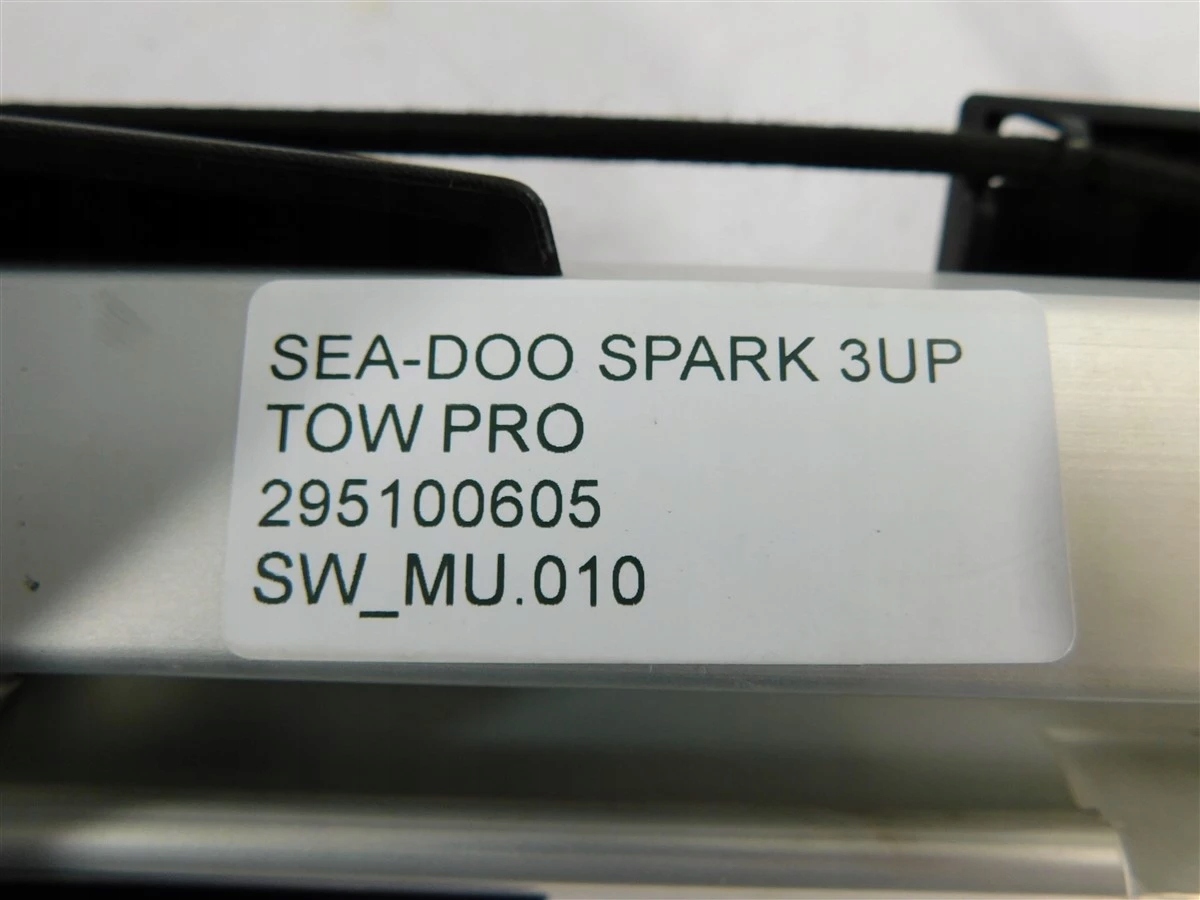 SEA-DOO SPARK 3UP
TOW PRO
295100605
SW_MU.010